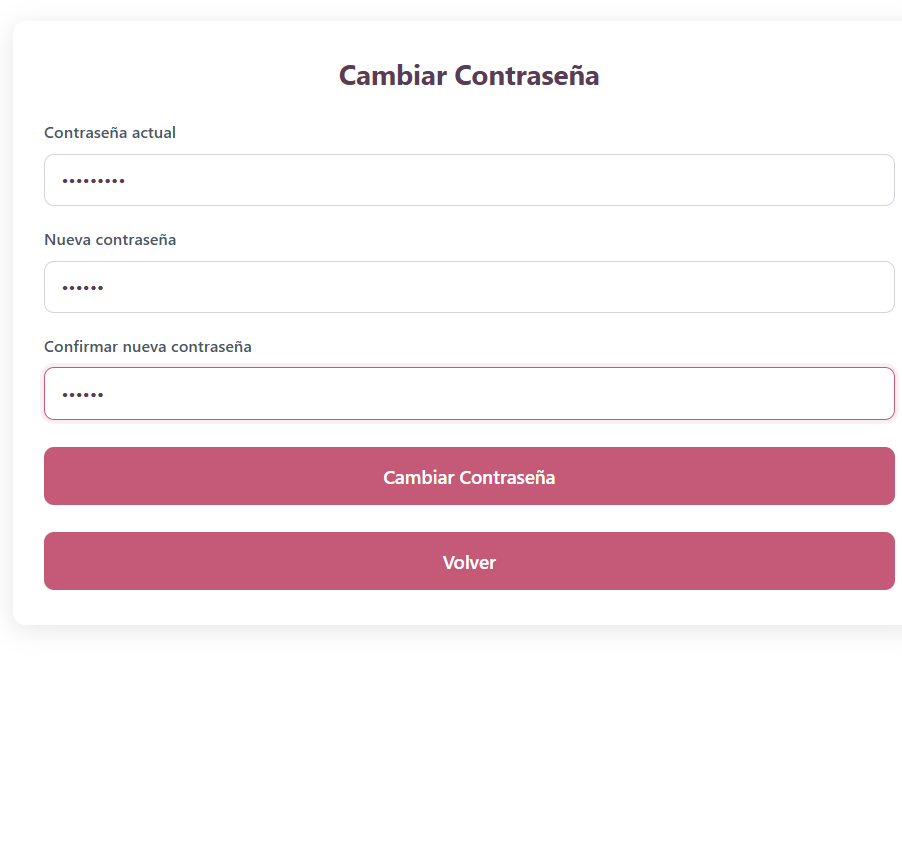 Cambiar Contraseña
Contraseña actual
•••••••••
Nueva contraseña
••••••
Confirmar nueva contraseña
••••••
Cambiar Contraseña
Volver